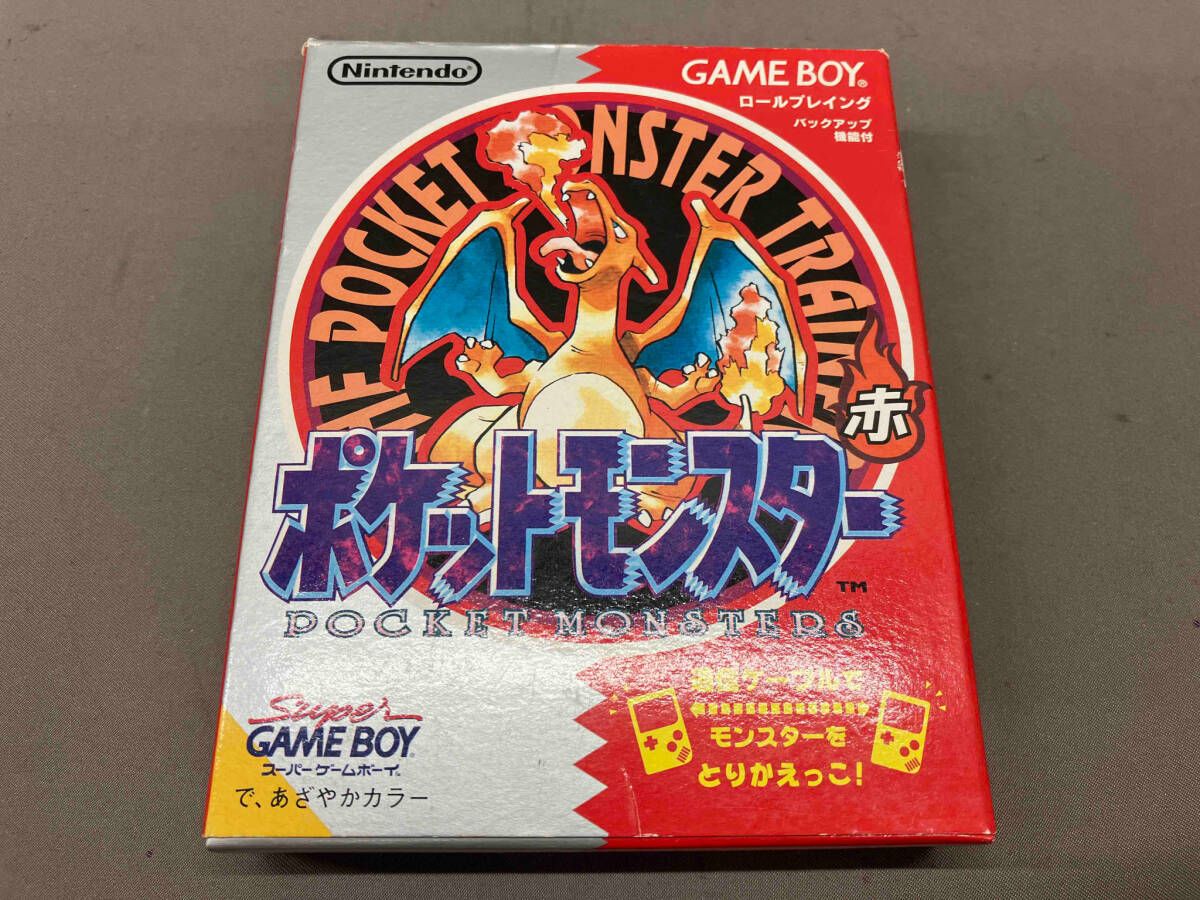 Nintendo®
GAME BOY®
ロールプレイング
バックアップ
機能付
HE POCKET MONSTER TRAINE
赤
ポケットモンスター
TM
POCKET MONSTERS
通信ケーブルで
モンスターを
とりかえっこ!
Super
GAME BOY
スーパーゲームボーイ®
で、あざやかカラー